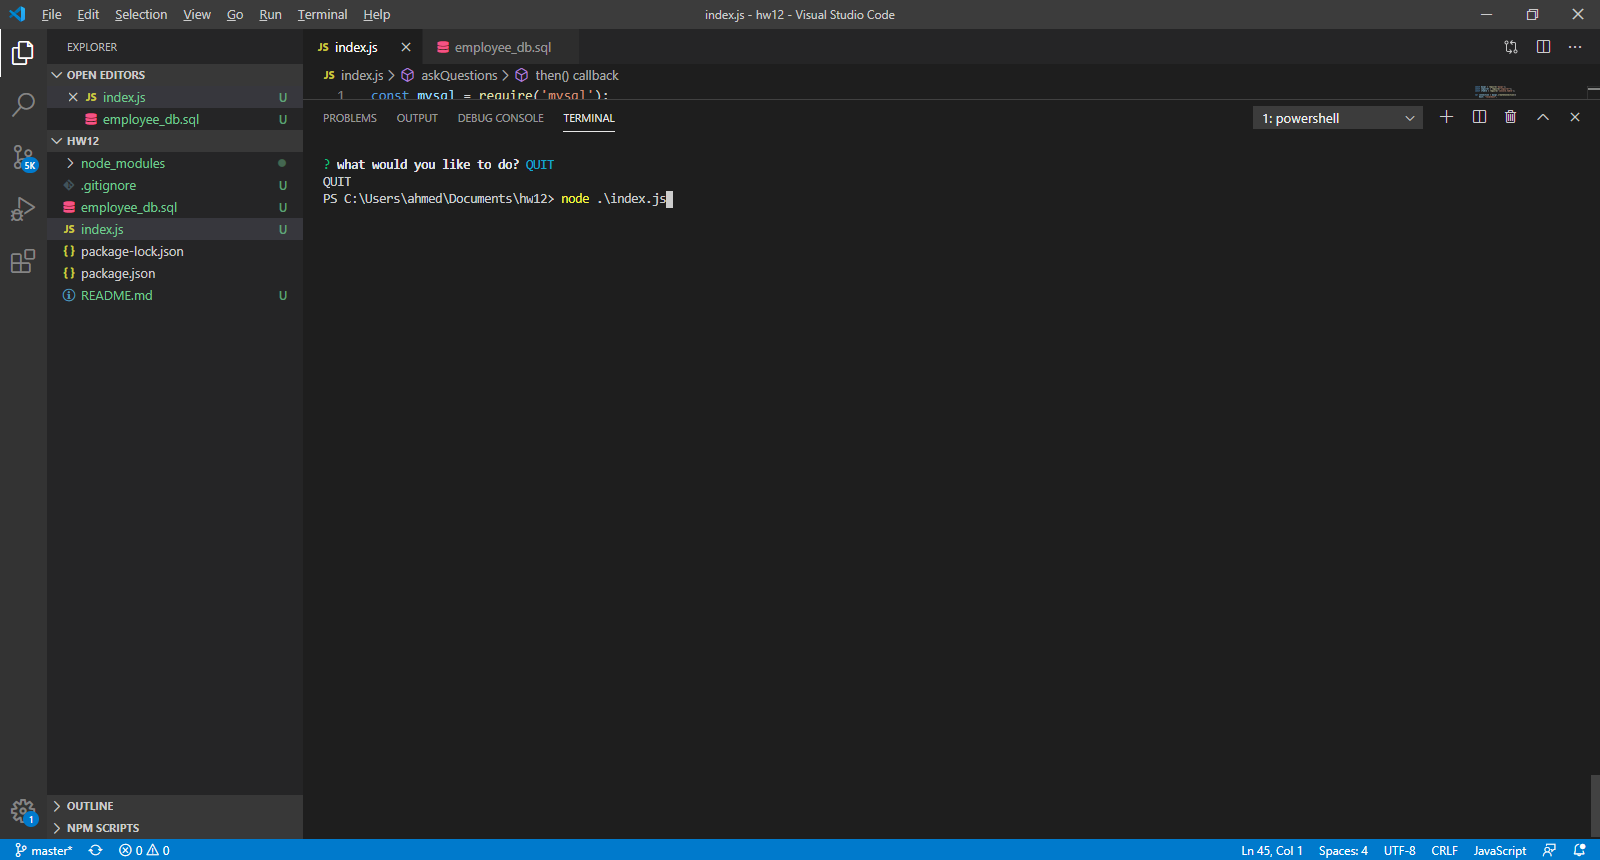 File Edit Selection View Go Run Terminal Help
index.js - hw12 - Visual Studio Code
EXPLORER
OPEN EDITORS
JS index.js U
employee_db.sql U
HW12
node_modules
.gitignore U
employee_db.sql U
JS index.js U
{} package-lock.json
{} package.json
README.md U
OUTLINE
NPM SCRIPTS
JS index.js
employee_db.sql
JS index.js > askQuestions > then() callback
1 const mysql = require('mysql');
PROBLEMS OUTPUT DEBUG CONSOLE TERMINAL
1: powershell
? what would you like to do? QUIT
QUIT
PS C:\Users\ahmed\Documents\hw12> node .\index.js
5K
1
master* 0 0
Ln 45, Col 1 Spaces: 4 UTF-8 CRLF JavaScript